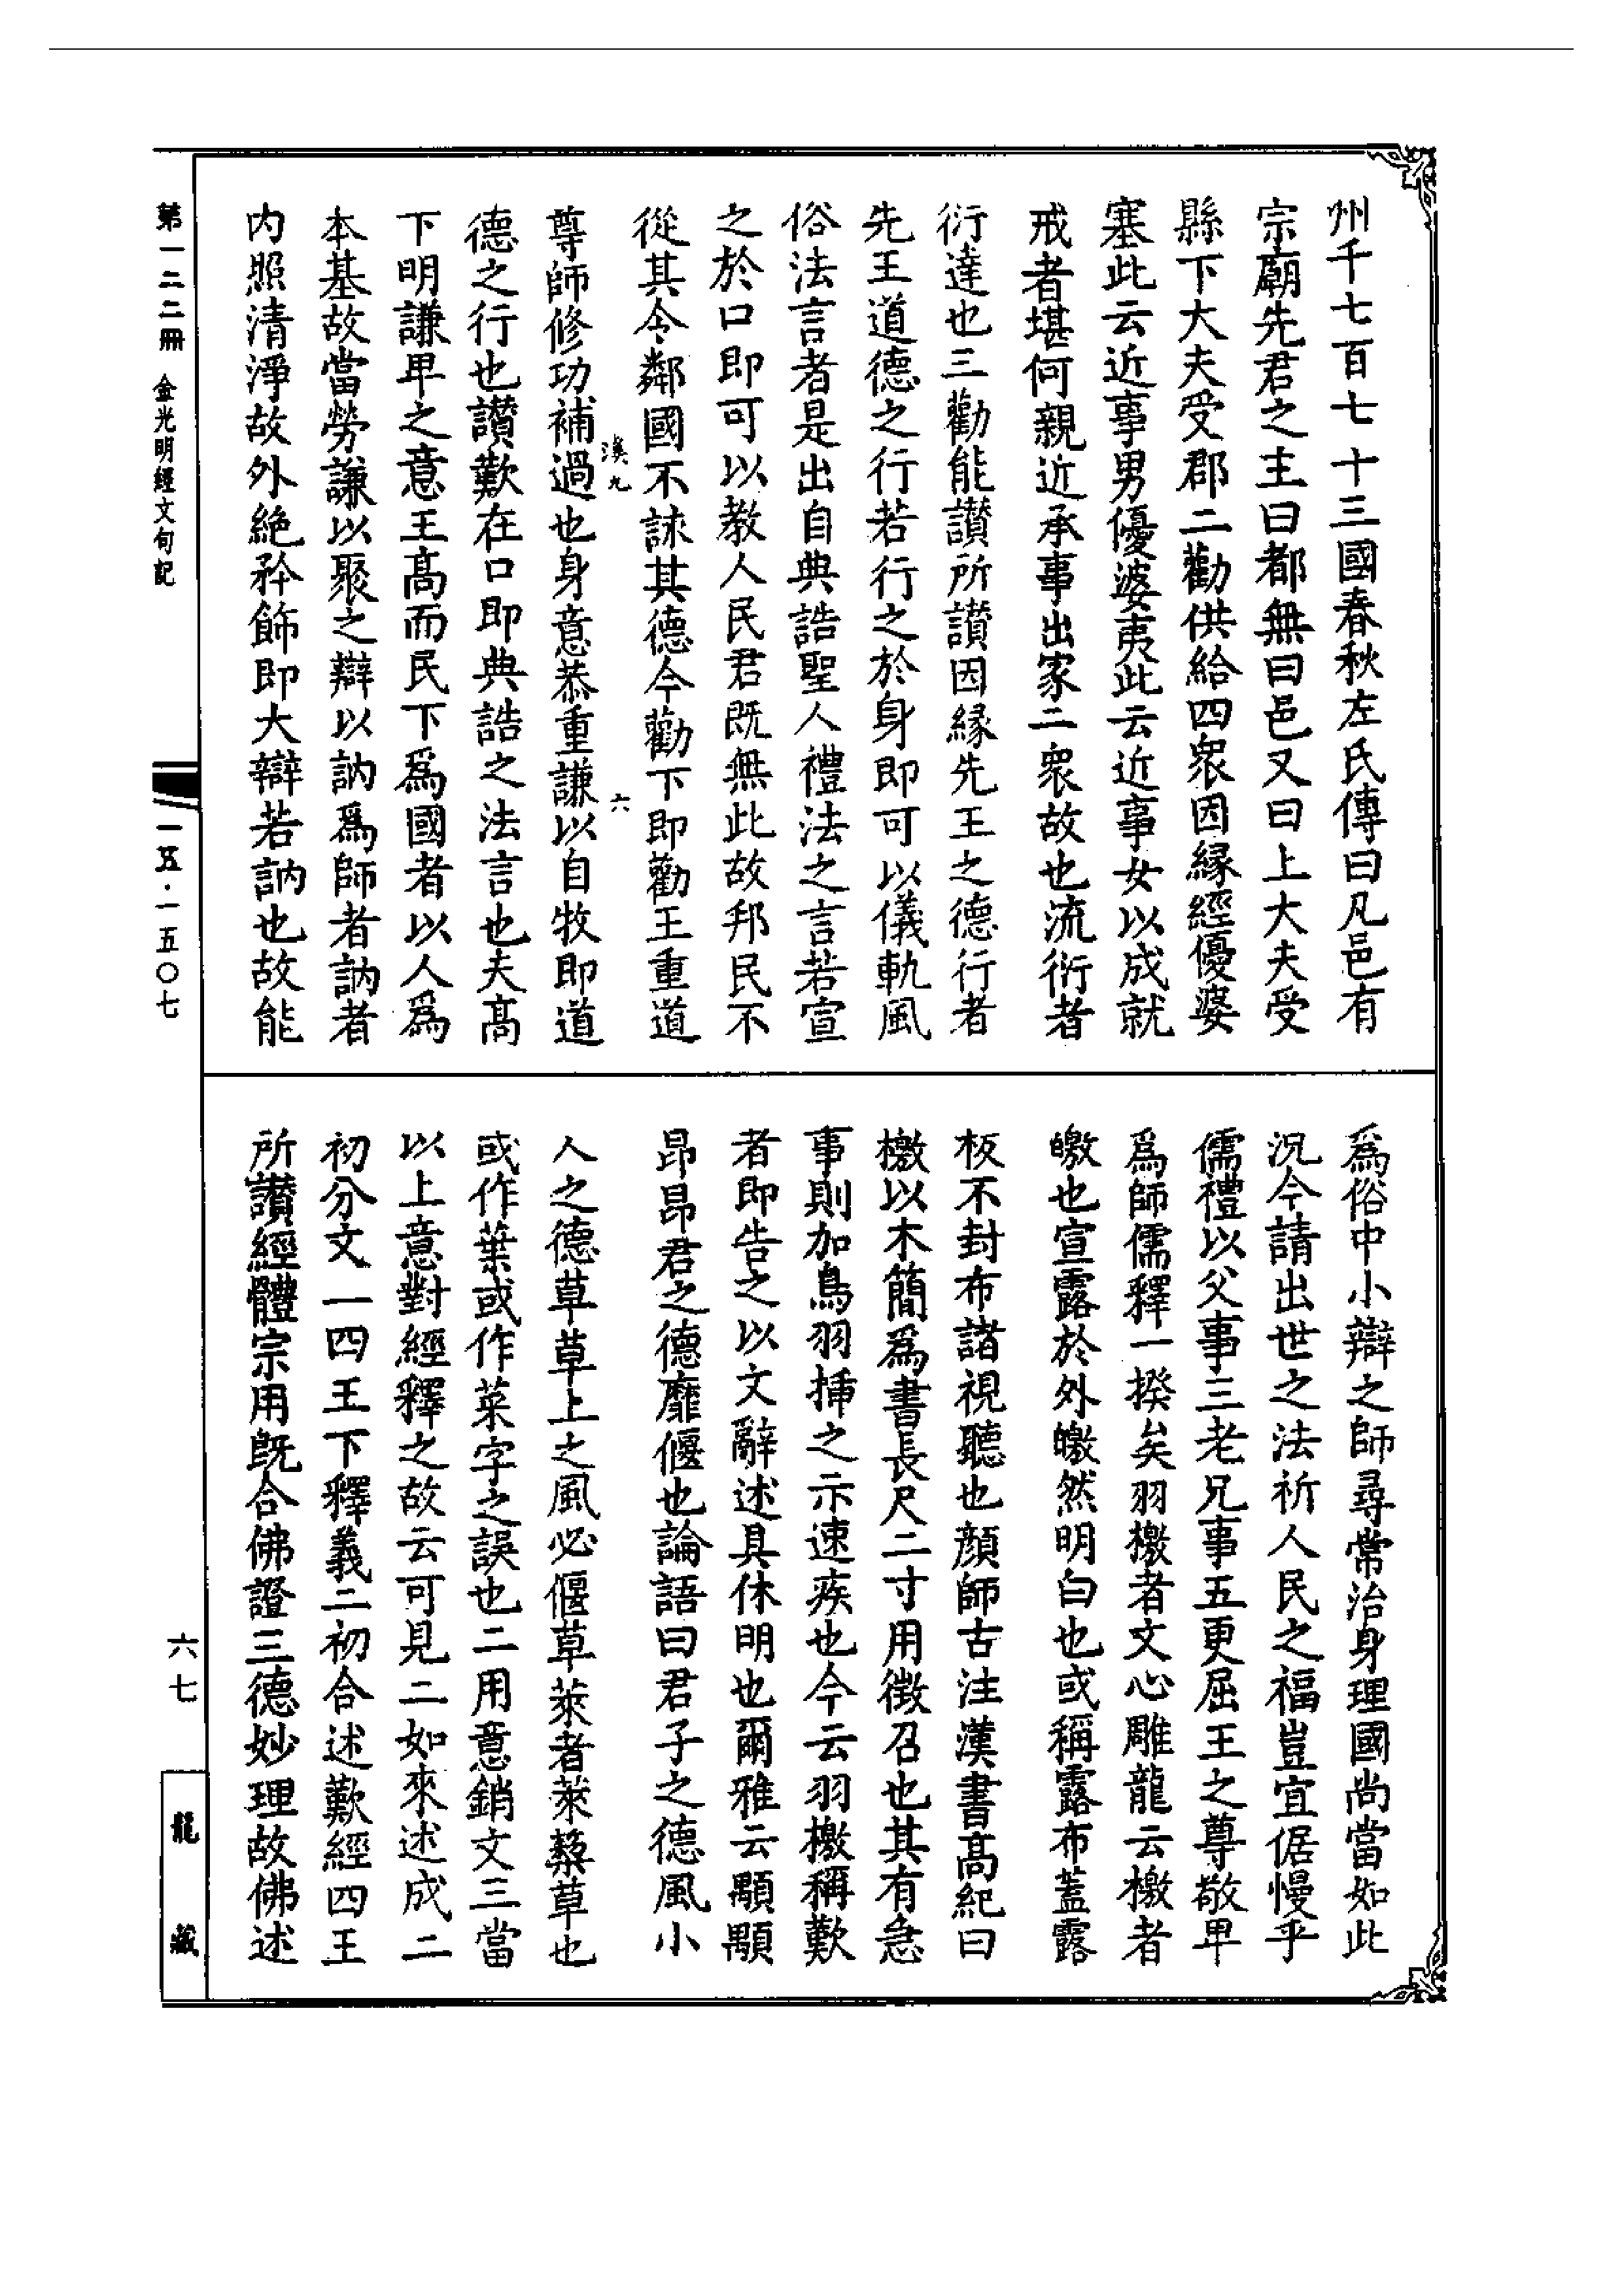 州千七百七十三國春秋左氏傳曰凡邑有
宗廟先君之主曰都無曰邑又曰上大夫受
縣下大夫受郡二勸供給四衆因緣經優婆
塞此云近事男優婆夷此云近事女以成就
戒者堪何親近承事出家二衆故也流衍者
衍達也三勸能讃所讃因緣先王之德行者
先王道德之行若行之於身即可以儀軌風
俗法言者是出自典誥聖人禮法之言若宣
之於口即可以教人民君既無此故邦民不
從其令鄰國不誄其德今勸下即勸王重道
漢九
六
尊師修功補過也身意恭重謙以自牧即道
德之行也讃歎在口即典誥之法言也夫髙
下明謙卑之意王髙而民下爲國者以人爲
本基故當勞謙以聚之辯以訥爲師者訥者
内照清淨故外絶矜飾即大辯若訥也故能
爲俗中小辯之師尋常治身理國尚當如此
況今請出世之法祈人民之福豈宜倨慢乎
儒禮以父事三老兄事五更屈王之尊敬卑
爲師儒釋一揆矣羽檄者文心雕龍云檄者
皦也宣露於外皦然明白也或稱露布蓋露
板不封布諸視聽也顔師古注漢書髙紀曰
檄以木簡爲書長尺二寸用徴召也其有急
事則加鳥羽揷之示速疾也今云羽檄稱歎
者即告之以文辭述具休明也爾雅云顒顒
昂昂君之德靡偃也論語曰君子之德風小
人之德草草上之風必偃草萊者萊藜草也
或作葉或作菜字之誤也二用意銷文三當
以上意對經釋之故云可見二如來述成二
初分文一四王下釋義二初合述歎經四王
所讃經體宗用既合佛證三德妙理故佛述
第一二二冊 金光明經文句記
一五·一五〇七
六七
龍藏